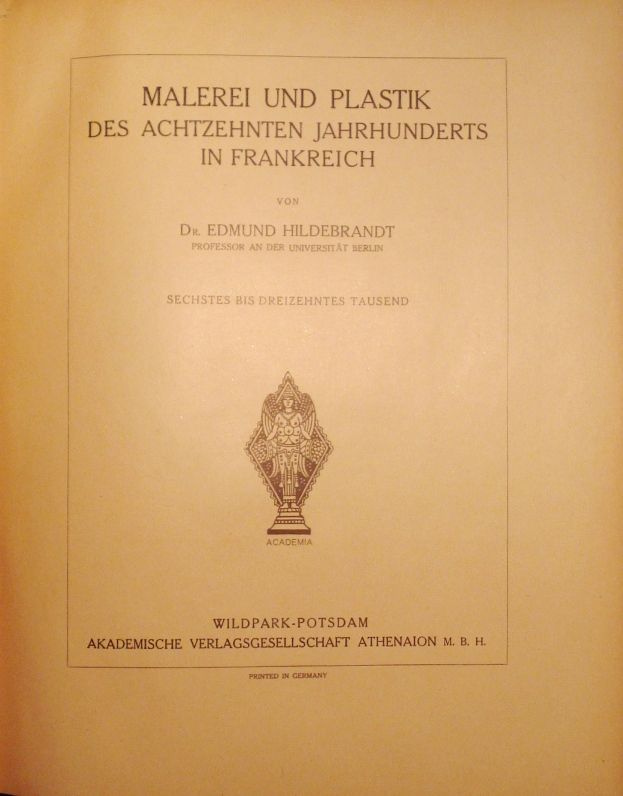 MALEREI UND PLASTIK
DES ACHTZEHNTEN JAHRHUNDERTS
IN FRANKREICH
VON
DR. EDMUND HILDEBRANDT
PROFESSOR AN DER UNIVERSITÄT BERLIN
SECHSTES BIS DREIZEHNTES TAUSEND
ACADEMIA
WILDPARK-POTSDAM
AKADEMISCHE VERLAGSGESELLSCHAFT ATHENAION M. B. H.
PRINTED IN GERMANY